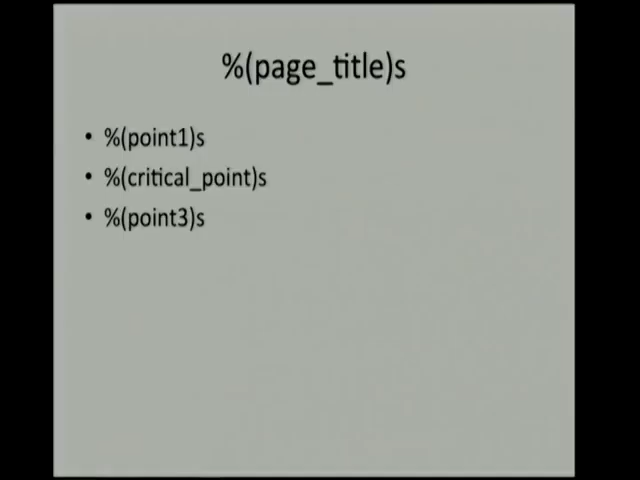 %(page_title)s
• %(point1)s
• %(critical_point)s
• %(point3)s